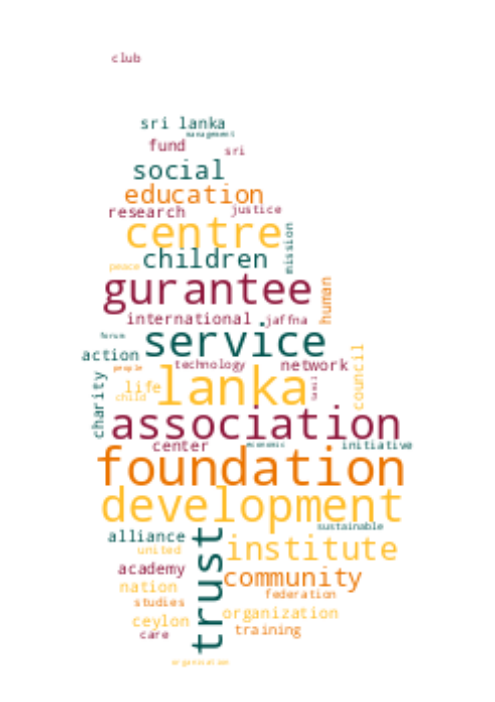 club
sri lanka
management
fund
sri
social
education
research justice
centre
mission
children
peace
gurantee
human
international jaffna
forum
service
action
technology network
people
council
life lanka
child
tamil
charity
association
center economic initiative
foundation
development
sustainable
alliance
trust
united institute
academy community
nation
federation
studies
organization
ceylon
training
care
organisation